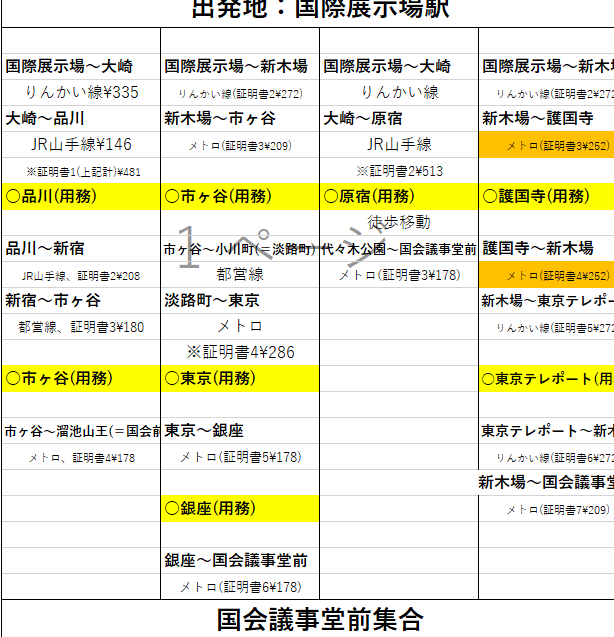 出発地：国際展示場駅
国際展示場～大崎
りんかい線¥335
大崎～品川
JR山手線¥146
※証明書1(上記計)¥481
〇品川(用務)
品川～新宿
JR山手線、証明書2¥208
新宿～市ヶ谷
都営線、証明書3¥180
〇市ヶ谷(用務)
市ヶ谷～溜池山王(＝国会前
メトロ、証明書4¥178
国際展示場～新木場
りんかい線(証明書2¥272)
新木場～市ヶ谷
メトロ(証明書3¥209)
〇市ヶ谷(用務)
市ヶ谷～小川町(＝淡路町)
都営線
淡路町～東京
メトロ
※証明書4¥286
〇東京(用務)
東京～銀座
メトロ(証明書5¥178)
〇銀座(用務)
銀座～国会議事堂前
メトロ(証明書6¥178)
国際展示場～大崎
りんかい線
大崎～原宿
JR山手線
※証明書2¥513
〇原宿(用務)
徒歩移動
代々木公園～国会議事堂前
メトロ(証明書3¥178)
国際展示場～新木場
りんかい線(証明書2¥272
新木場～護国寺
メトロ(証明書3¥252)
〇護国寺(用務)
護国寺～新木場
メトロ(証明書4¥252)
新木場～東京テレポー
りんかい線(証明書5¥272
〇東京テレポート(用
東京テレポート～新木
りんかい線(証明書6¥272
新木場～国会議事堂
メトロ(証明書7¥209)
1 ページ
国会議事堂前集合